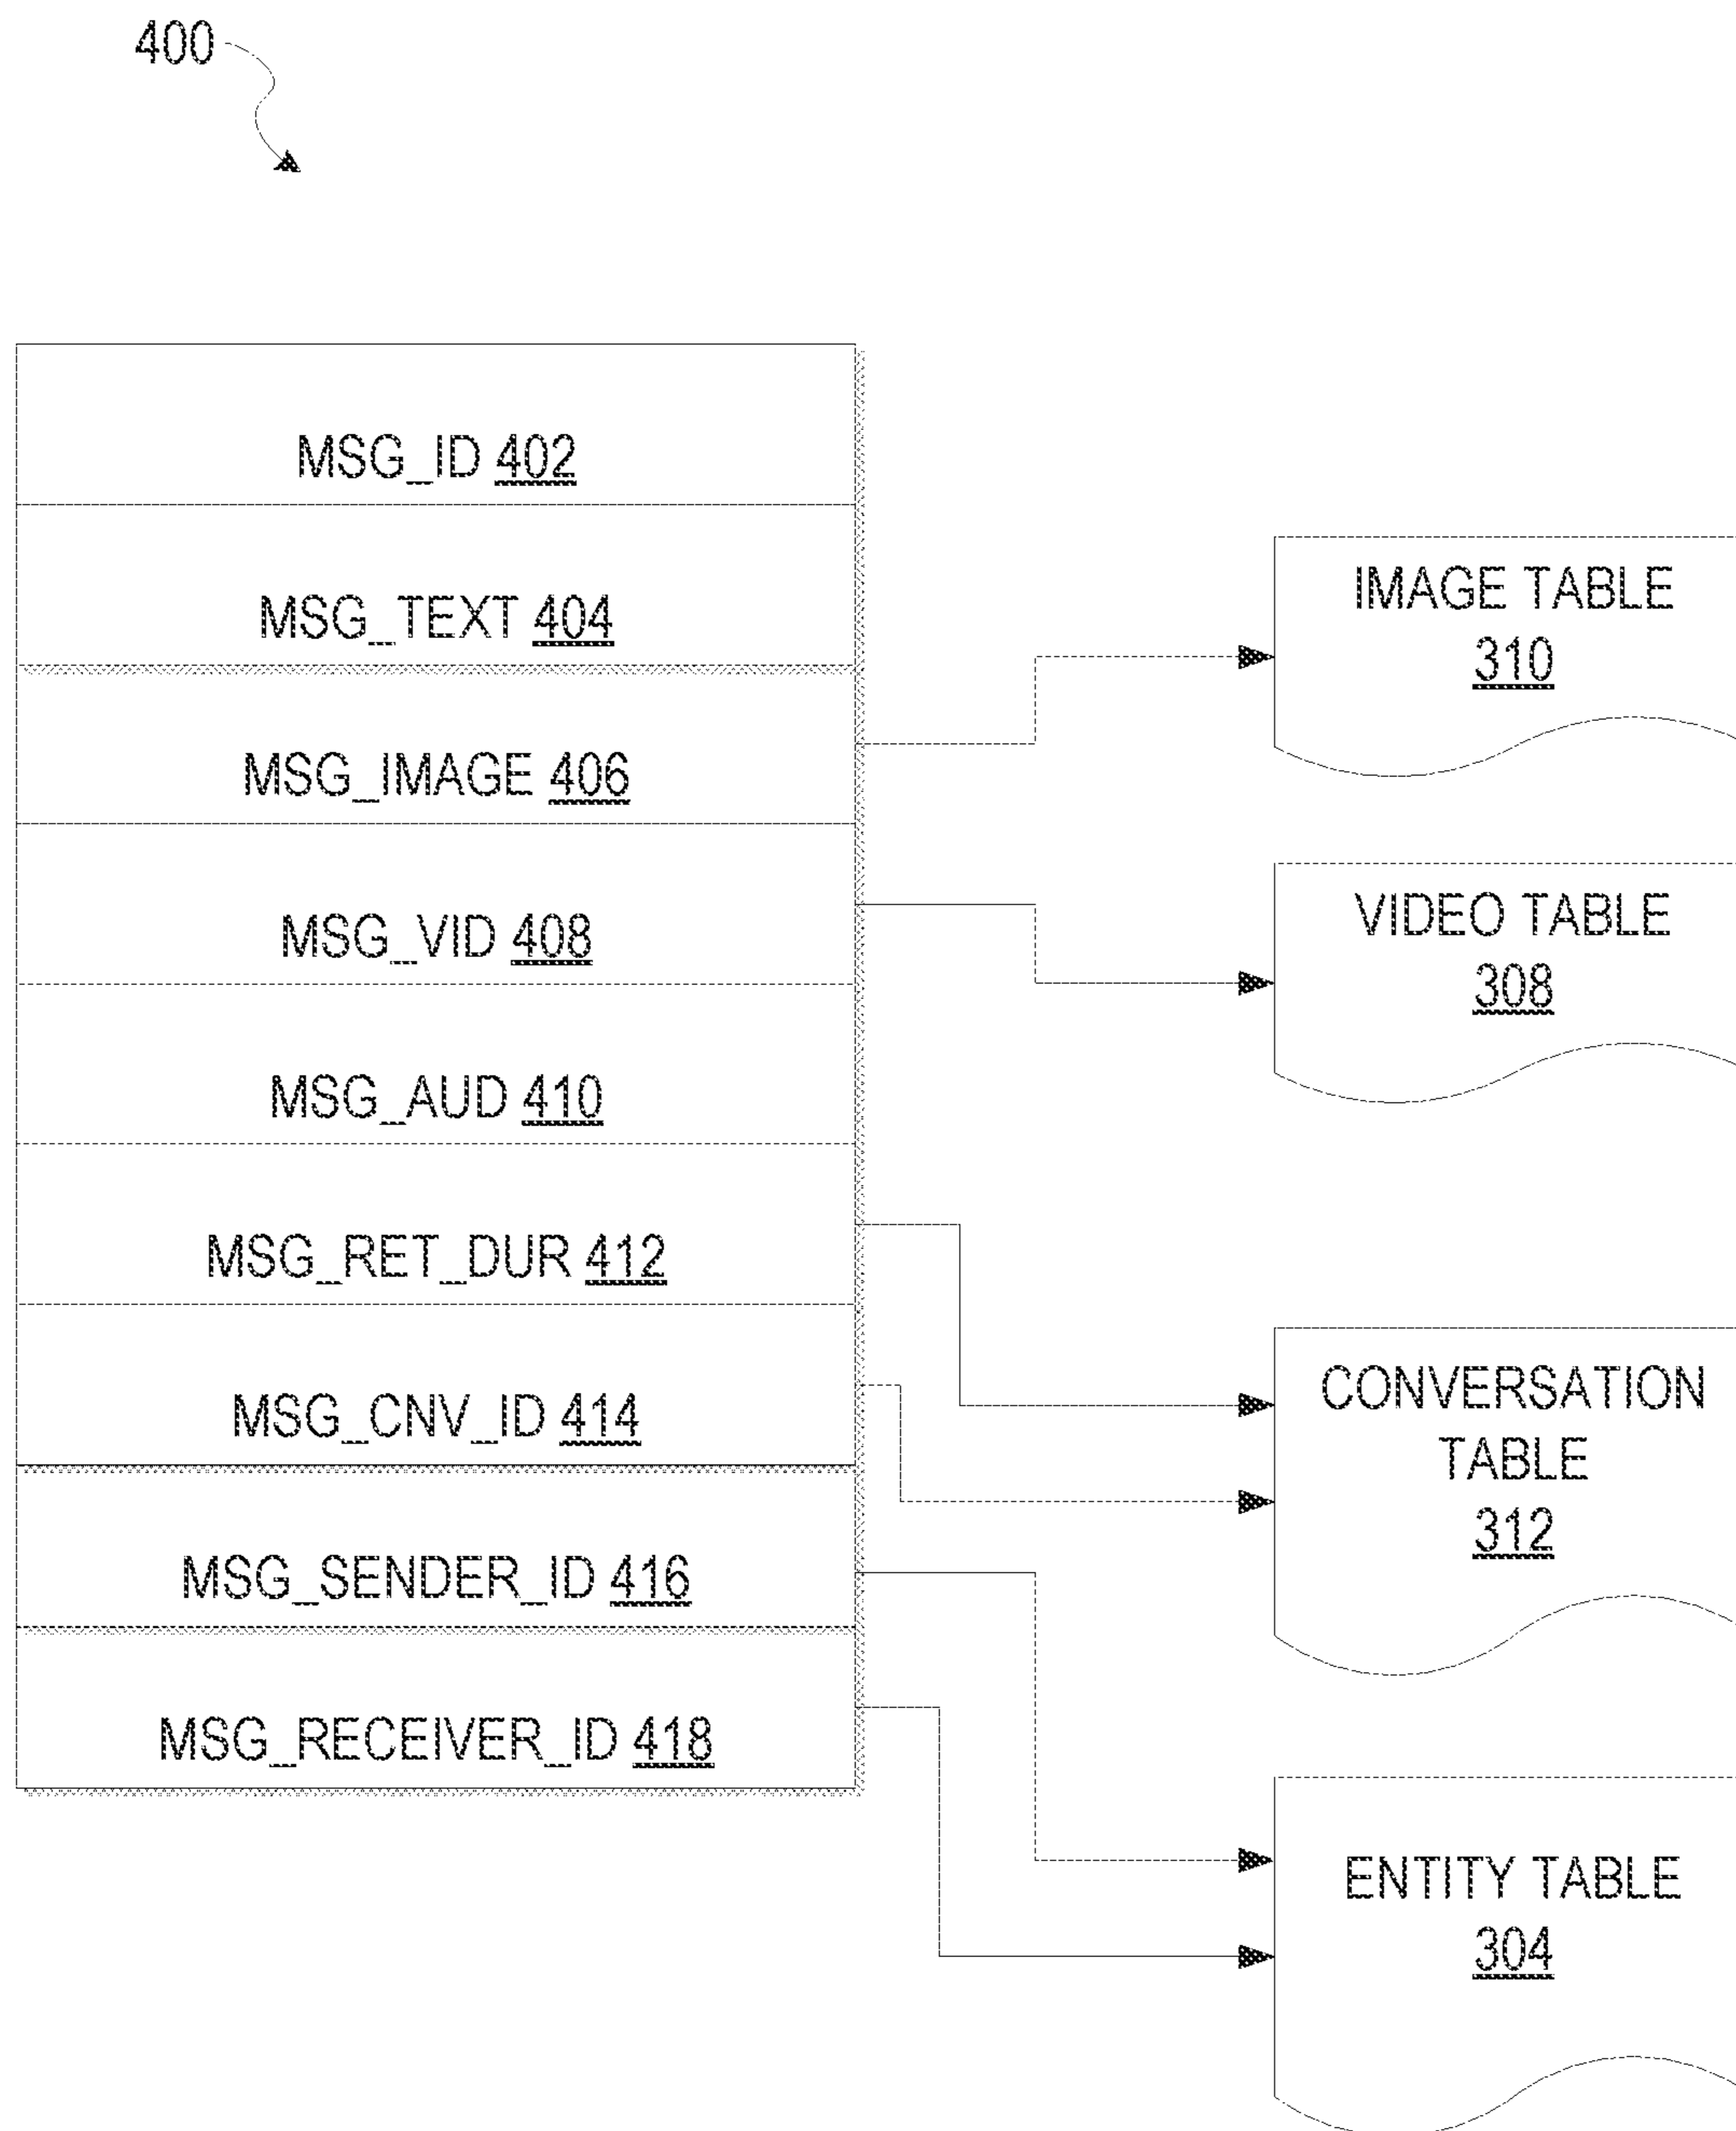 400
MSG_ID 402
MSG_TEXT 404
MSG_IMAGE 406
MSG_VID 408
MSG_AUD 410
MSG_RET_DUR 412
MSG_CNV_ID 414
MSG_SENDER_ID 416
MSG_RECEIVER_ID 418
IMAGE TABLE
310
VIDEO TABLE
308
CONVERSATION
TABLE
312
ENTITY TABLE
304